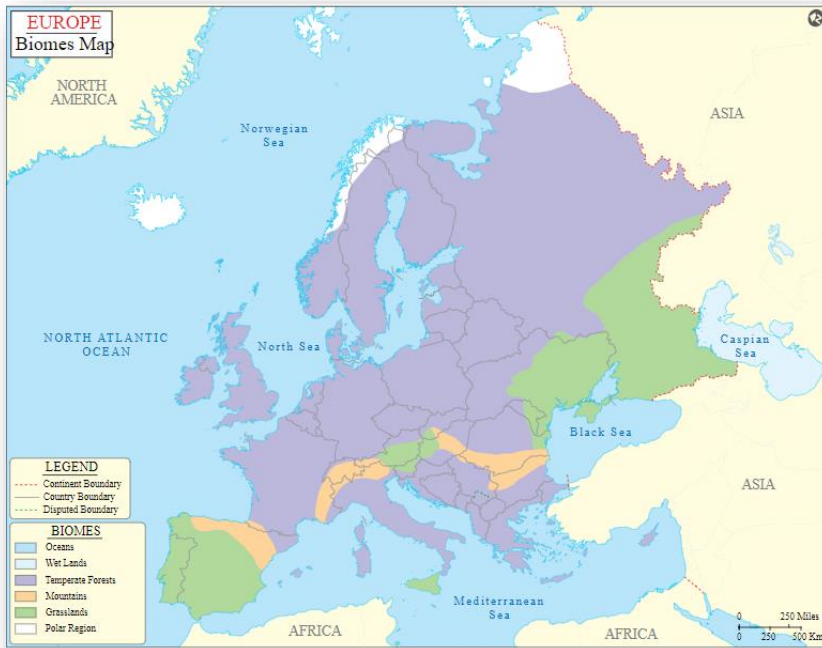 EUROPE
Biomes Map
NORTH
AMERICA
Norwegian
Sea
ASIA
NORTH ATLANTIC
OCEAN
North Sea
Caspian
Sea
Black Sea
ASIA
LEGEND
Continent Boundary
Country Boundary
Disputed Boundary
BIOMES
Oceans
Wet Lands
Temperate Forests
Mountains
Grasslands
Polar Region
Mediterranean
Sea
AFRICA
AFRICA
0 250 Miles
0 250 500 Km